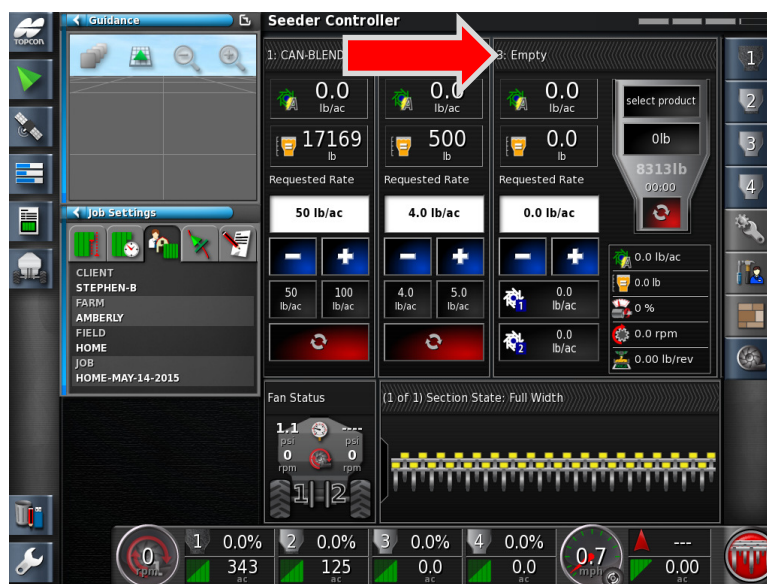 TOPCON
Guidance
Seeder Controller
1: CAN-BLEND
3: Empty
0.0
lb/ac
0.0
lb/ac
0.0
lb/ac
17169
lb
500
lb
0.0
lb
Requested Rate
Requested Rate
Requested Rate
50 lb/ac
4.0 lb/ac
0.0 lb/ac
50
lb/ac
100
lb/ac
4.0
lb/ac
5.0
lb/ac
1
0.0
lb/ac
2
0.0
lb/ac
select product
0lb
8313lb
00:00
0.0 lb/ac
0.0 lb
0 %
0.0 rpm
0.00 lb/rev
1
2
3
4
Job Settings
CLIENT
STEPHEN-B
FARM
AMBERLY
FIELD
HOME
JOB
HOME-MAY-14-2015
Fan Status
1.1
psi
0
rpm
----
psi
0
rpm
1
2
(1 of 1) Section State: Full Width
0
rpm
1
0.0%
343
ac
2
0.0%
125
ac
3
0.0%
0.0
ac
4
0.0%
0.0
ac
0.7
mph
---
0.00
ac